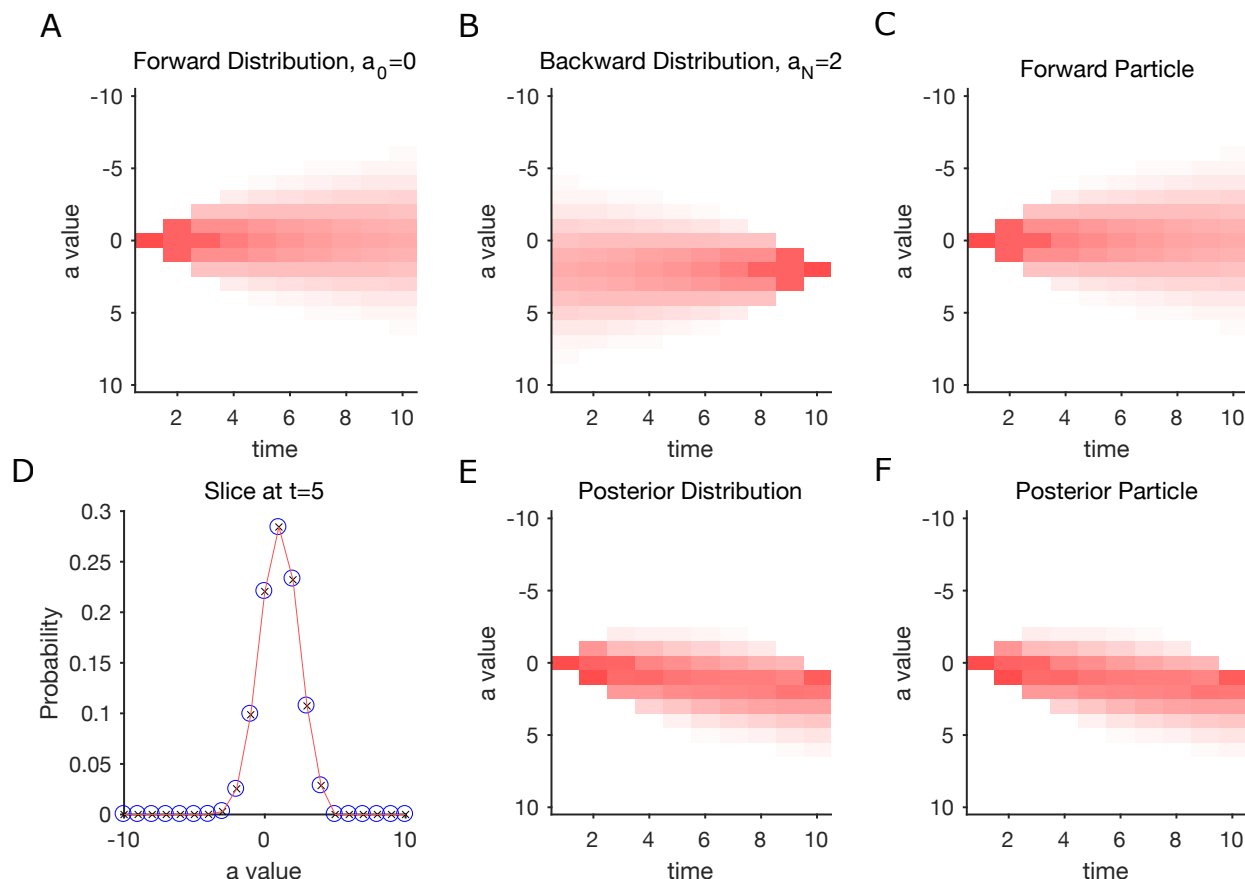 A
Forward Distribution, a0=0
-10
-5
0
5
10
a value
2 4 6 8 10
time
B
Backward Distribution, aN=2
-10
-5
0
5
10
a value
2 4 6 8 10
time
C
Forward Particle
-10
-5
0
5
10
a value
2 4 6 8 10
time
D
Slice at t=5
0.3
0.25
0.2
0.15
0.1
0.05
0
Probability
-10 0 10
a value
E
Posterior Distribution
-10
-5
0
5
10
a value
2 4 6 8 10
time
F
Posterior Particle
-10
-5
0
5
10
a value
2 4 6 8 10
time